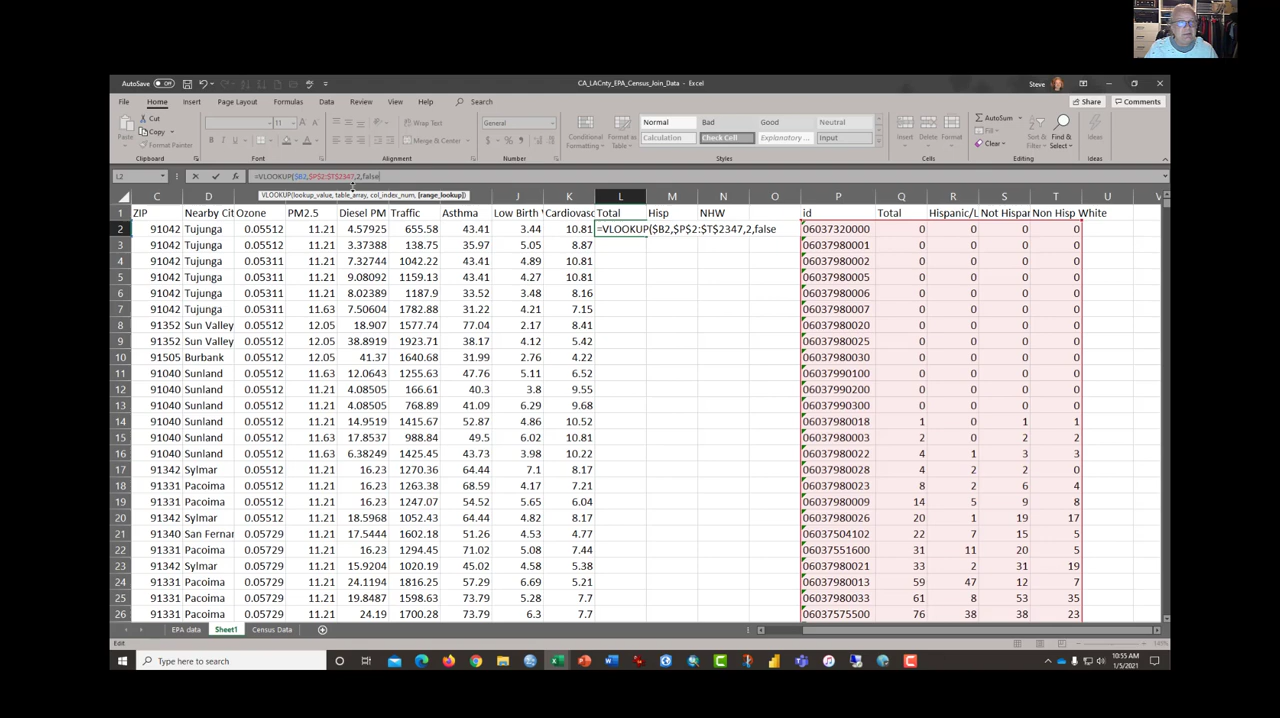 AutoSave Off CA_LACnty_EPA_Census_Join_Data - Excel Steve
File Home Insert Page Layout Formulas Data Review View Help Search Share Comments
Cut
Copy
Format Painter
Paste
Clipboard
Font
Wrap Text
Merge & Center
Alignment
General
Number
Conditional Formatting
Format as Table
Normal Bad Good Neutral
Calculation Check Cell Explanatory ... Input
Styles
Insert Delete Format
Cells
AutoSum
Fill
Clear
Sort & Filter
Find & Select
Editing
Ideas
Ideas
L2 =VLOOKUP($B2,$P$2:$T$2347,2,false
VLOOKUP(lookup_value, table_array, col_index_num, [range_lookup])
C D E F G H I J K L M N O P Q R S T U V
1 ZIP Nearby Cit Ozone PM2.5 Diesel PM Traffic Asthma Low Birth Cardiovasc Total Hisp NHW id Total Hispanic/L Not Hispar Non Hisp White
2 91042 Tujunga 0.05512 11.21 4.57925 655.58 43.41 3.44 10.81 =VLOOKUP($B2,$P$2:$T$2347,2,false 06037320000 0 0 0 0
3 91042 Tujunga 0.05512 11.21 3.37388 138.75 35.97 5.05 8.87 06037980001 0 0 0 0
4 91042 Tujunga 0.05512 11.21 7.32744 1042.22 43.41 4.89 10.81 06037980002 0 0 0 0
5 91042 Tujunga 0.05512 11.21 9.08092 1159.13 43.41 4.27 10.81 06037980005 0 0 0 0
6 91042 Tujunga 0.05311 11.21 8.02389 1187.9 33.52 3.48 8.16 06037980006 0 0 0 0
7 91042 Tujunga 0.05311 11.63 7.50604 1782.88 31.22 4.21 7.15 06037980007 0 0 0 0
8 91352 Sun Valley 0.05512 12.05 18.907 1577.74 77.04 2.17 8.41 06037980020 0 0 0 0
9 91352 Sun Valley 0.05512 12.05 38.8919 1923.71 38.17 5.12 5.42 06037980025 0 0 0 0
10 91505 Burbank 0.05512 12.05 41.37 1640.68 31.99 2.76 4.22 06037980030 0 0 0 0
11 91040 Sunland 0.05512 11.21 12.0643 1255.63 47.76 5.11 6.52 06037990100 0 0 0 0
12 91040 Sunland 0.05512 11.21 4.08505 166.61 40.3 3.8 9.55 06037990200 0 0 0 0
13 91040 Sunland 0.05512 11.21 4.08505 768.89 41.09 6.29 9.68 06037990300 0 0 0 0
14 91040 Sunland 0.05512 11.21 14.9519 1415.67 52.87 4.86 10.52 06037980018 1 0 1 1
15 91040 Sunland 0.05512 11.63 17.8537 988.84 49.5 6.02 10.81 06037980003 2 0 2 2
16 91040 Sunland 0.05512 11.63 6.38249 1425.45 43.73 3.98 10.22 06037980022 4 1 3 3
17 91342 Sylmar 0.05512 11.21 16.23 1270.36 64.44 7.1 8.17 06037980028 4 2 2 0
18 91331 Pacoima 0.05512 11.21 16.23 1263.38 68.59 4.17 7.21 06037980023 8 2 6 4
19 91331 Pacoima 0.05512 11.21 16.23 1247.07 54.52 5.65 6.04 06037980009 14 5 9 8
20 91342 Sylmar 0.05512 11.21 18.5968 1052.43 64.44 4.82 8.17 06037980026 20 1 19 17
21 91340 San Fernar 0.05729 11.21 17.5444 1602.18 51.26 5.58 4.77 06037504102 22 7 15 5
22 91331 Pacoima 0.05729 11.21 16.23 1294.45 71.02 5.08 7.44 06037551600 31 11 20 5
23 91342 Sylmar 0.05729 11.21 15.9204 1020.19 45.02 4.58 5.38 06037980021 33 2 31 19
24 91331 Pacoima 0.05729 11.21 24.1194 1816.25 57.29 6.69 5.21 06037980013 59 47 12 7
25 91331 Pacoima 0.05729 11.21 19.8487 1598.63 73.79 5.28 7.7 06037980033 61 8 53 35
26 91331 Pacoima 0.05729 11.21 24.19 1700.28 73.79 6.3 7.7 06037575500 76 38 38 23
EPA data Sheet1 Census Data
Edit
Type here to search
10:55 AM
1/5/2021